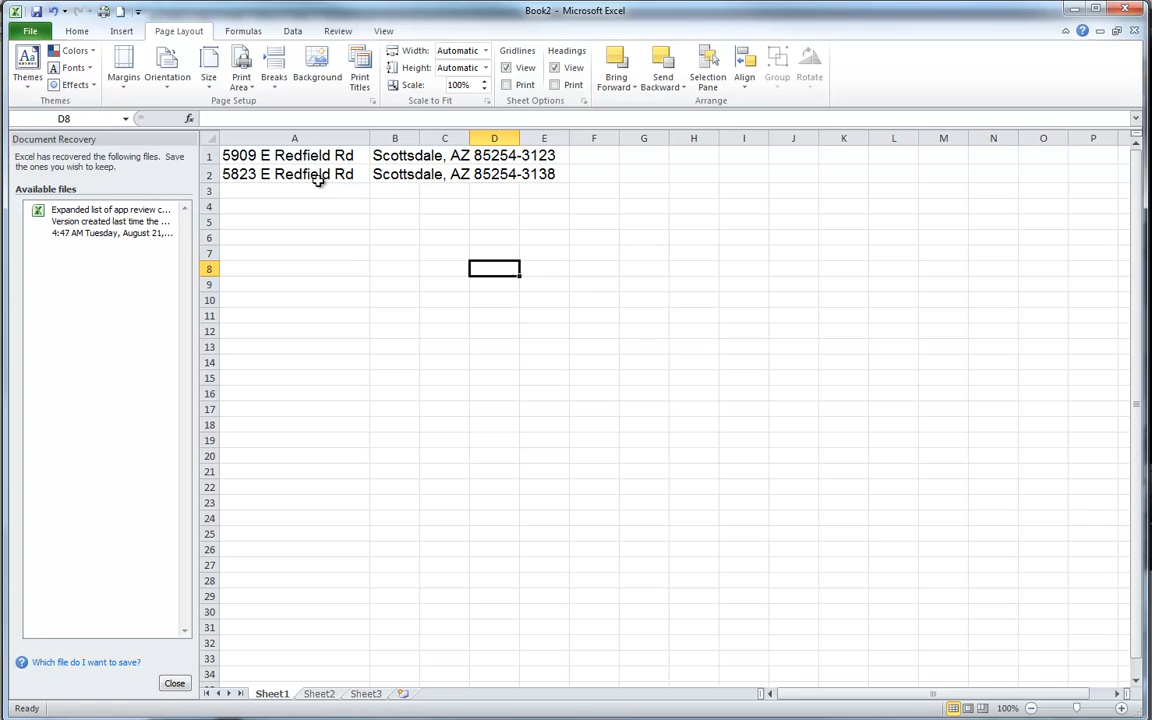 Book2 - Microsoft Excel
File Home Insert Page Layout Formulas Data Review View
Themes Colors Fonts Effects Margins Orientation Size Print Area Breaks Background Print Titles Width: Automatic Height: Automatic Scale: 100% Gridlines View Print Headings View Print Bring Forward Send Backward Selection Pane Align Group Rotate
Themes Page Setup Scale to Fit Sheet Options Arrange
D8 fx
Document Recovery
Excel has recovered the following files. Save
the ones you wish to keep.
Available files
Expanded list of app review c...
Version created last time the ...
4:47 AM Tuesday, August 21,...
Which file do I want to save?
Close
A B C D E F G H I J K L M N O P
1 5909 E Redfield Rd Scottsdale, AZ 85254-3123
2 5823 E Redfield Rd Scottsdale, AZ 85254-3138
3
4
5
6
7
8
9
10
11
12
13
14
15
16
17
18
19
20
21
22
23
24
25
26
27
28
29
30
31
32
33
34
Sheet1 Sheet2 Sheet3
Ready 100%